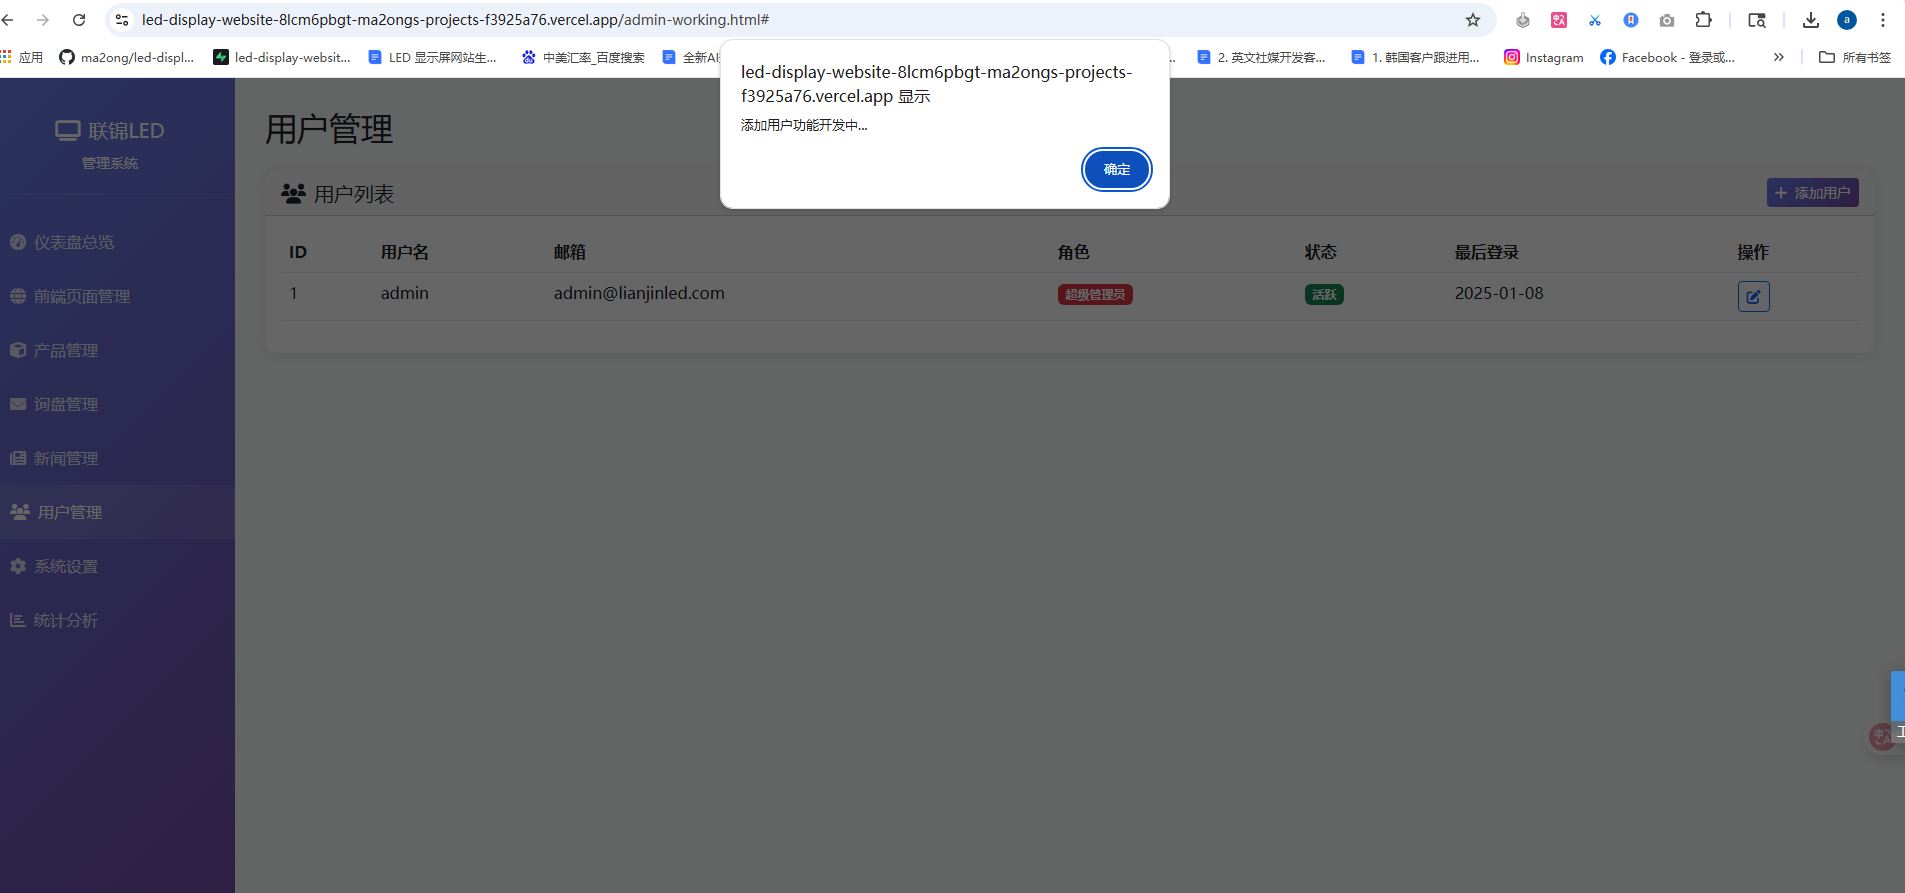 led-display-website-8lcm6pbgt-ma2ongs-projects-f3925a76.vercel.app/admin-working.html#
a
应用
ma2ong/led-displ...
led-display-websit...
LED 显示屏网站生...
中美汇率_百度搜索
全新AI
2. 英文社媒开发客...
1. 韩国客户跟进用...
Instagram
Facebook - 登录或...
所有书签
led-display-website-8lcm6pbgt-ma2ongs-projects-
f3925a76.vercel.app 显示
添加用户功能开发中...
确定
联锦LED
管理系统
仪表盘总览
前端页面管理
产品管理
询盘管理
新闻管理
用户管理
系统设置
统计分析
用户管理
用户列表
添加用户
ID 用户名 邮箱 角色 状态 最后登录 操作
1 admin admin@lianjinled.com 超级管理员 活跃 2025-01-08